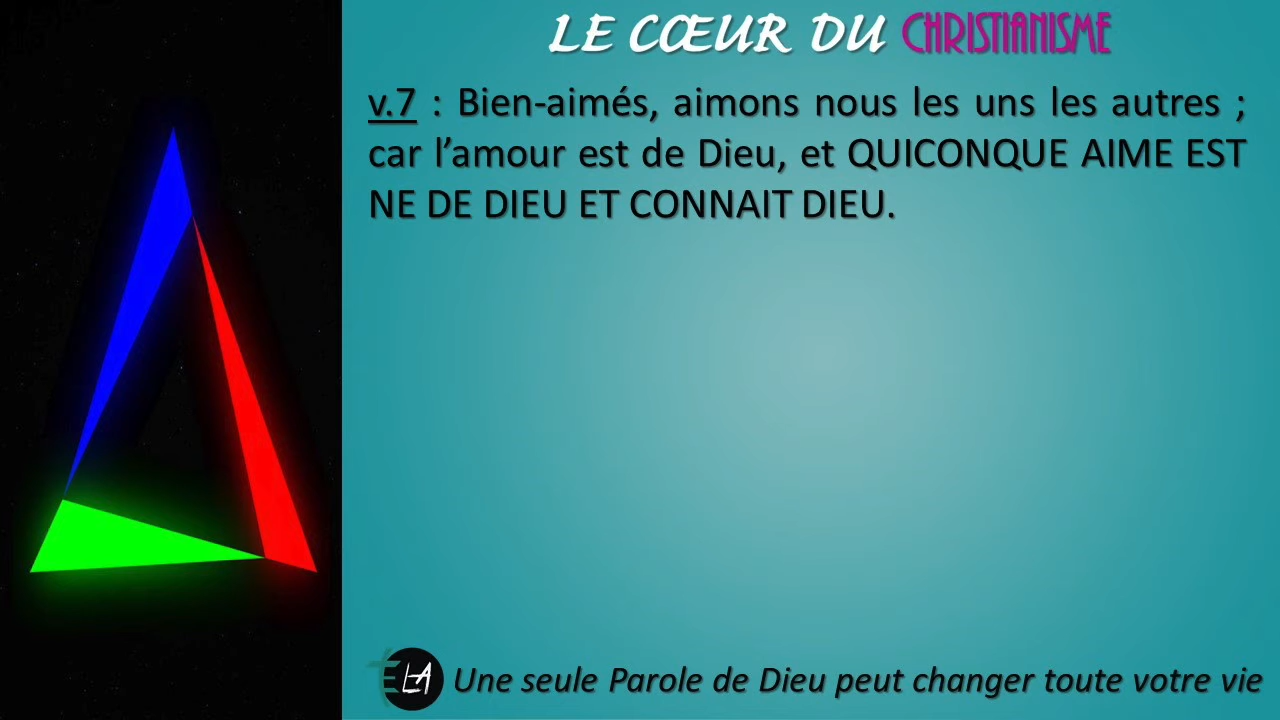 LE CŒUR DU CHRISTIANISME
v.7 : Bien-aimés, aimons nous les uns les autres ;
car l’amour est de Dieu, et QUICONQUE AIME EST
NE DE DIEU ET CONNAIT DIEU.
ELA Une seule Parole de Dieu peut changer toute votre vie